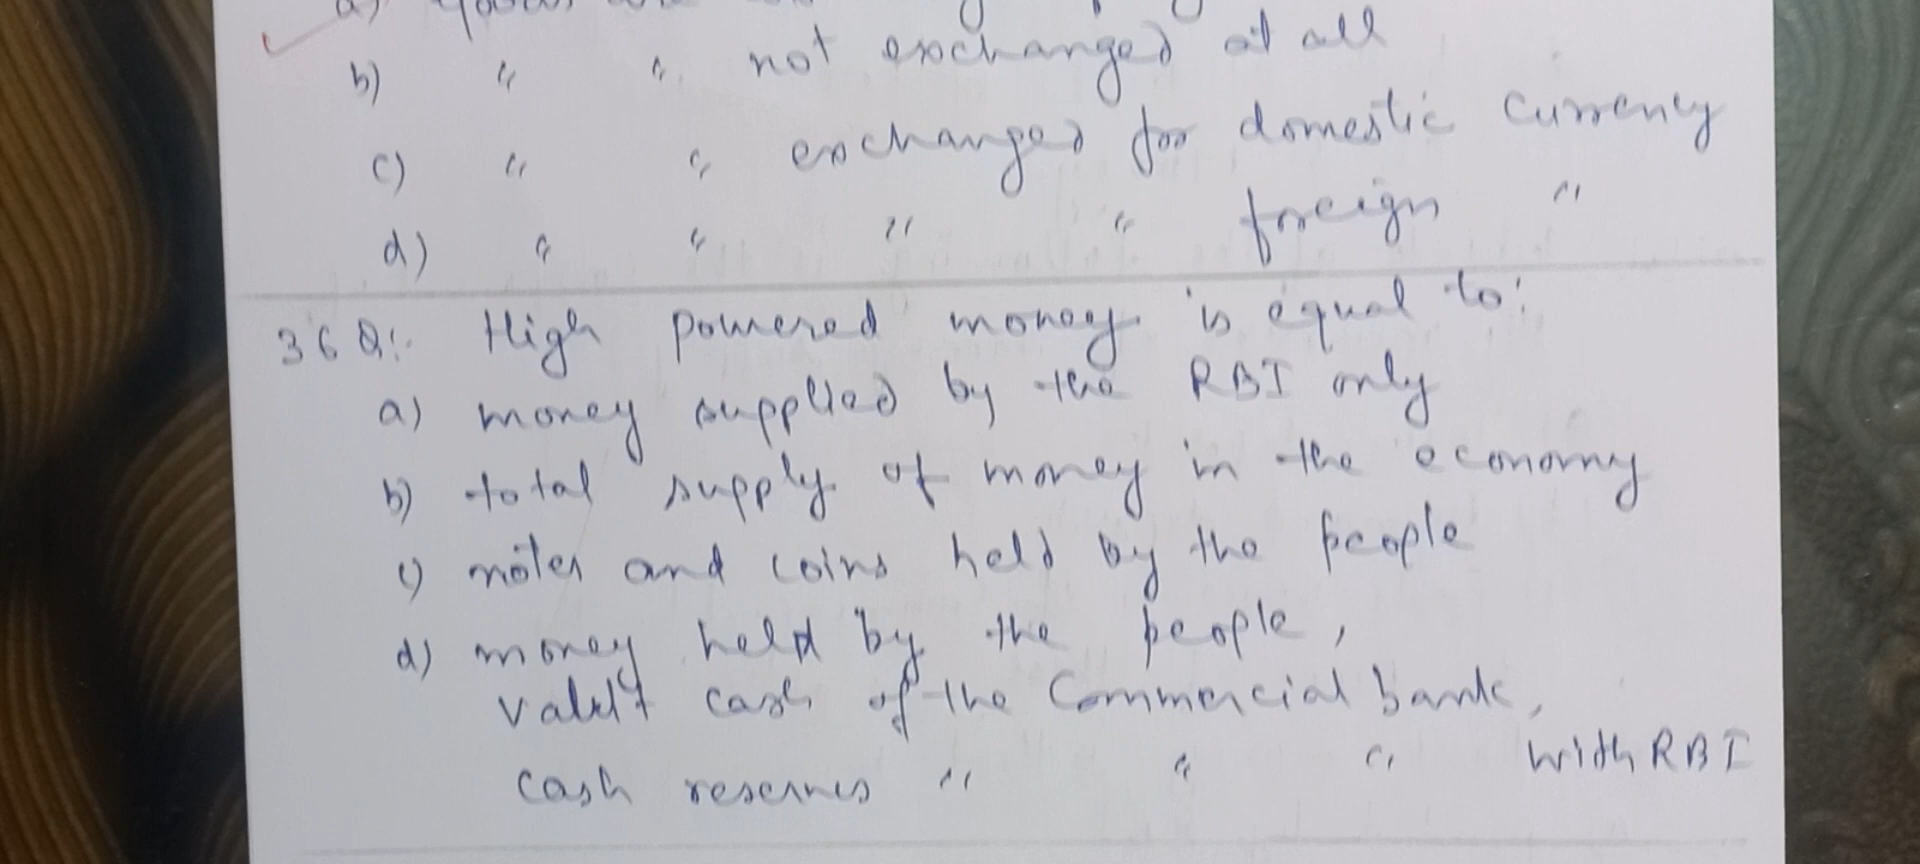 a)
b) " " not exchanged at all
c) " " exchanged for domestic currency
d) " " " " foreign "
36Q:. High powered money is equal to:
a) money supplied by the RBI only
b) total supply of money in the economy
c) notes and coins held by the people
d) money held by the people,
vault cash of the Commercial bank,
cash reserves " " " with RBI